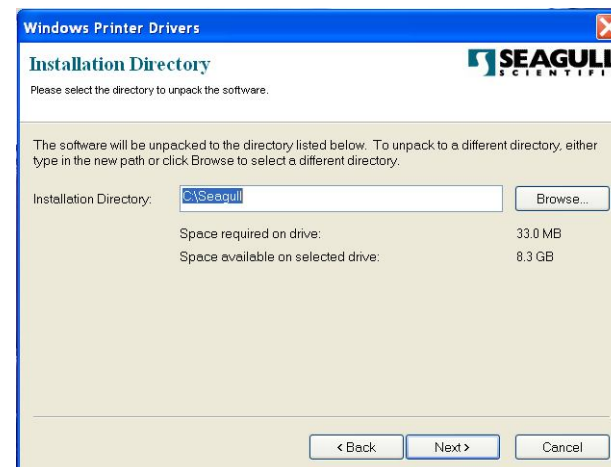 Windows Printer Drivers
Installation Directory
SEAGULL
SCIENTIFI
Please select the directory to unpack the software.
The software will be unpacked to the directory listed below. To unpack to a different directory, either
type in the new path or click Browse to select a different directory.
Installation Directory: C:\Seagull Browse...
Space required on drive: 33.0 MB
Space available on selected drive: 8.3 GB
< Back Next > Cancel